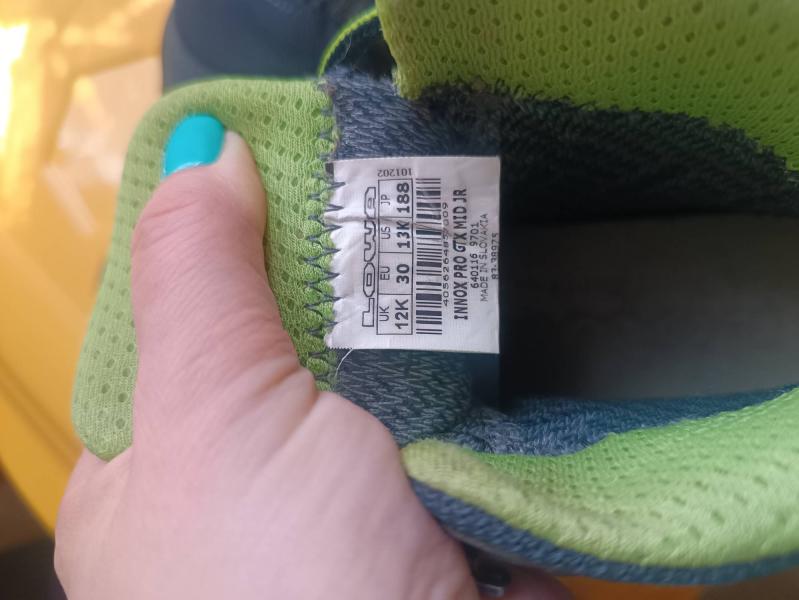 101202
LOWA
UK EU US JP
12K 30 13K 188
INNOX PRO GTX MID JR
640116 9701
MADE IN SLOVAKIA